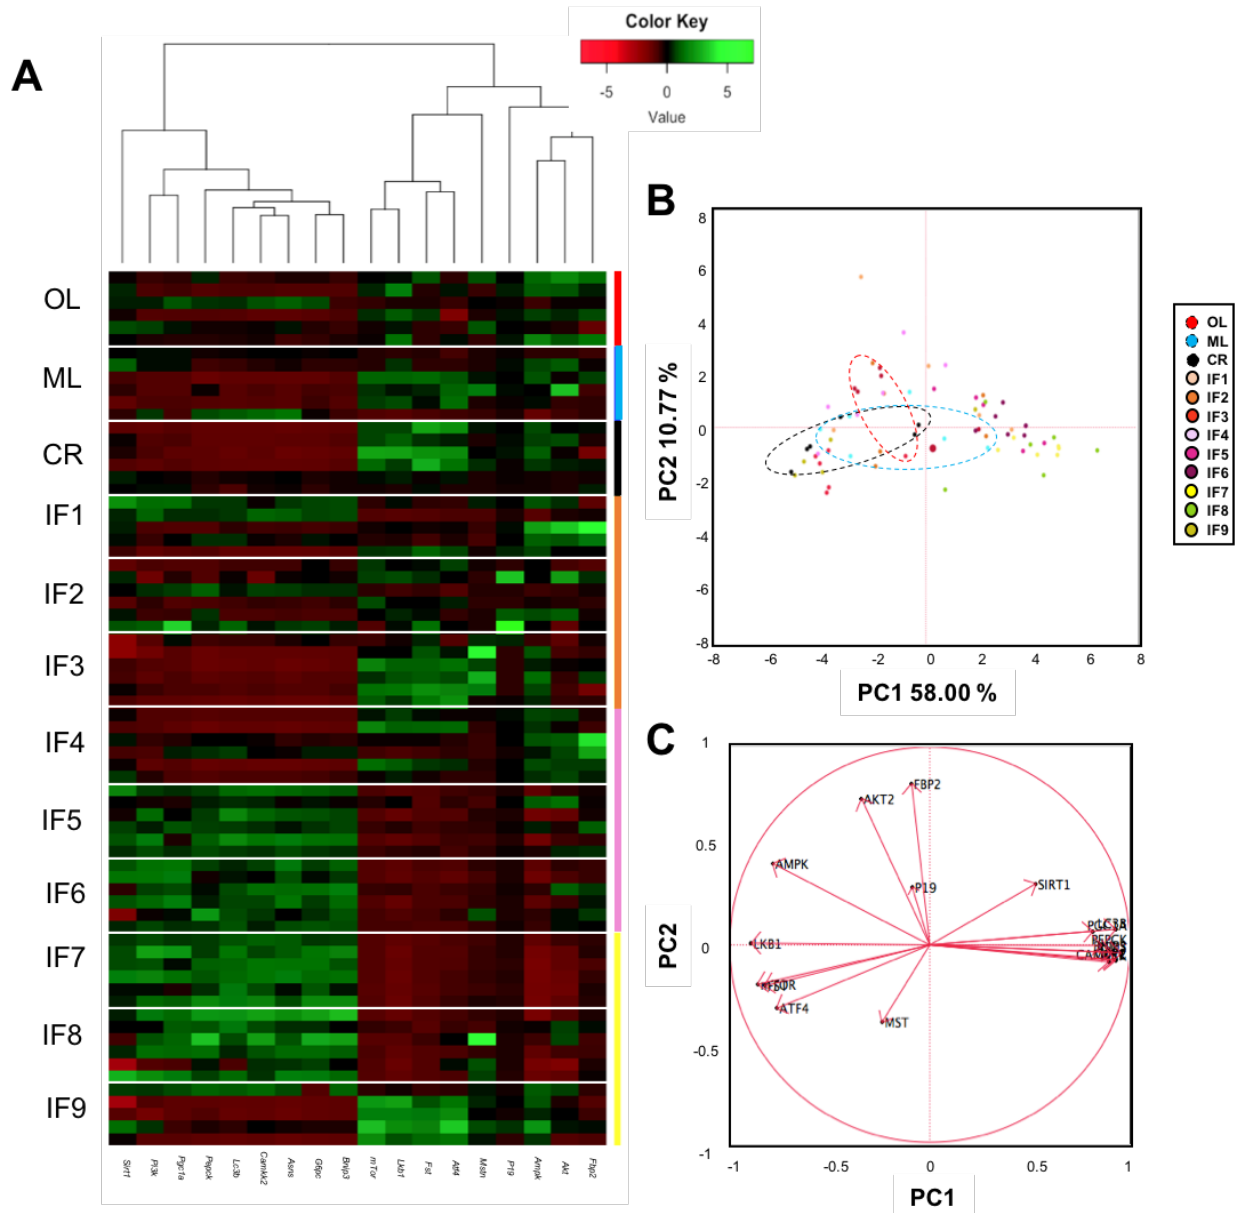 Color Key
-5 0 5
Value
A
OL
ML
CR
IF1
IF2
IF3
IF4
IF5
IF6
IF7
IF8
IF9
Sirt1 Pi3k Pgc1a Pepck Lc3b Camkk2 Asns G6pc Bnip3 mTor Lkb1 Fst Atf4 Mstn P19 Ampk Akt Fbp2
B
8
6
4
2
0
-2
-4
-6
-8
PC2 10.77 %
-8 -6 -4 -2 0 2 4 6 8
PC1 58.00 %
OL
ML
CR
IF1
IF2
IF3
IF4
IF5
IF6
IF7
IF8
IF9
C
1
0.5
0
-0.5
-1
PC2
FBP2
AKT2
AMPK
P19
SIRT1
LKB1
ATF4
MST
-1 -0.5 0 0.5 1
PC1